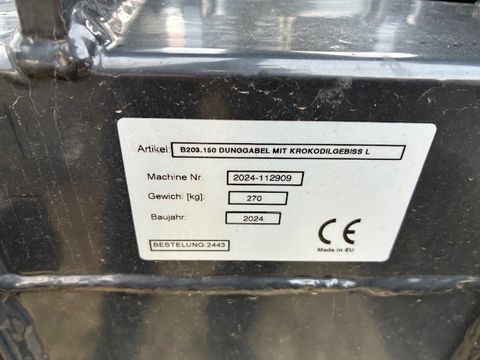 Artikel: B203.150 DUNGGABEL MIT KROKODILGEBISS L
Machine Nr. 2024-112909
Gewich: [kg]: 270
Baujahr: 2024
BESTELUNG:2443
CE
Made in EU